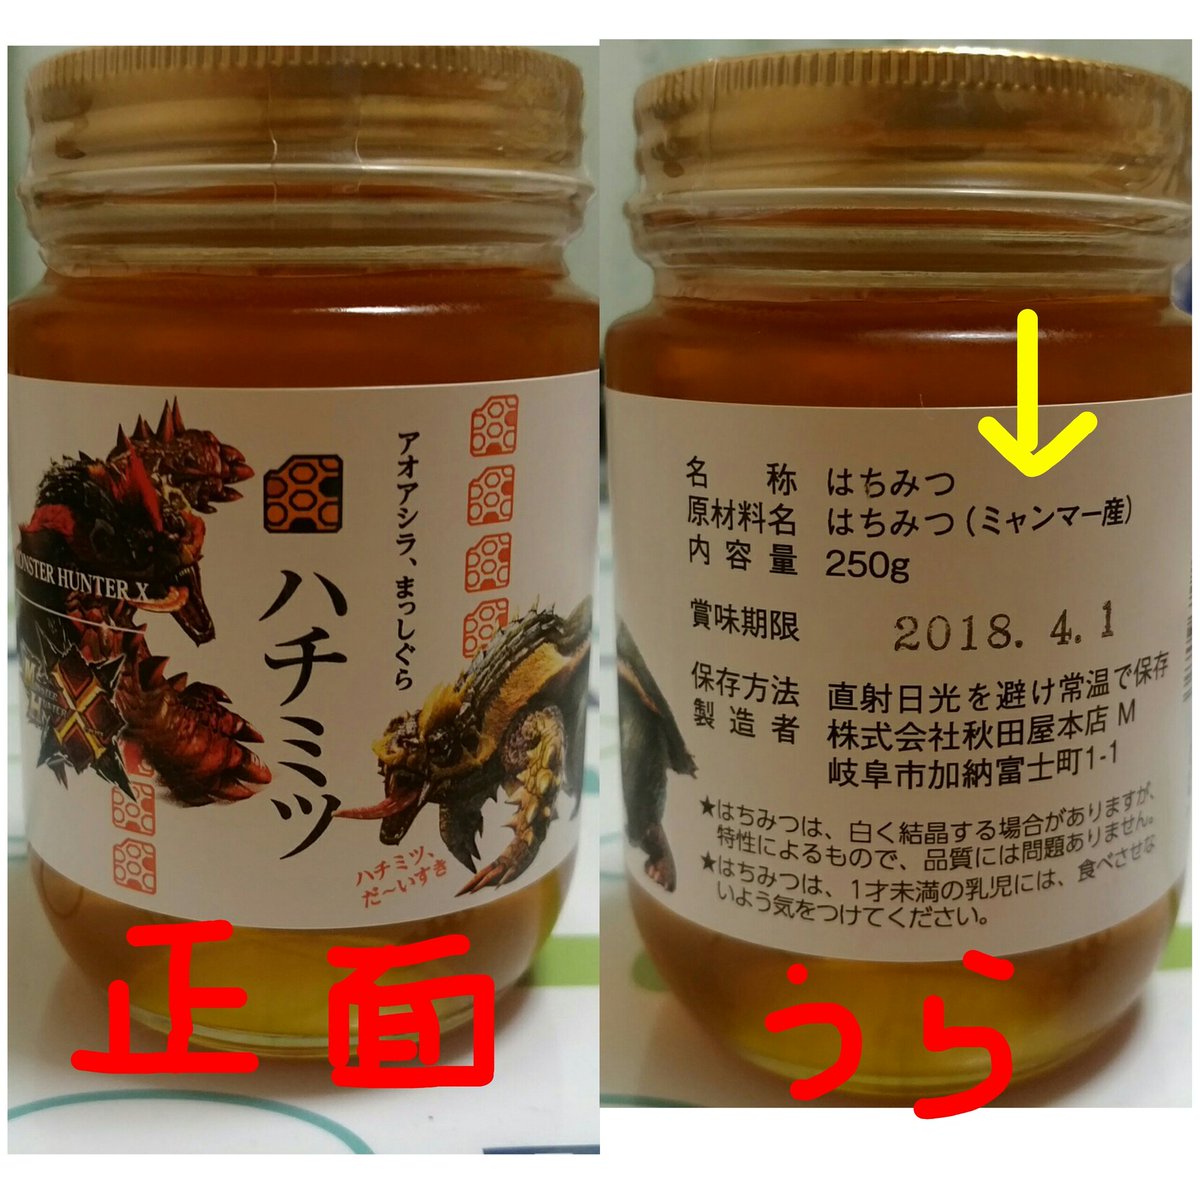 MONSTER HUNTER X
ハチミツ
アオアシラ、まっしぐら
ハチミツ、
だ〜いすき
正面
名称 はちみつ
原材料名 はちみつ(ミャンマー産)
内容量 250g
賞味期限 2018. 4. 1
保存方法 直射日光を避け常温で保存
製造者 株式会社秋田屋本店 M
岐阜市加納富士町1-1
★はちみつは、白く結晶する場合がありますが、
特性によるもので、品質には問題ありません。
★はちみつは、1才未満の乳児には、食べさせな
いよう気をつけてください。
うら